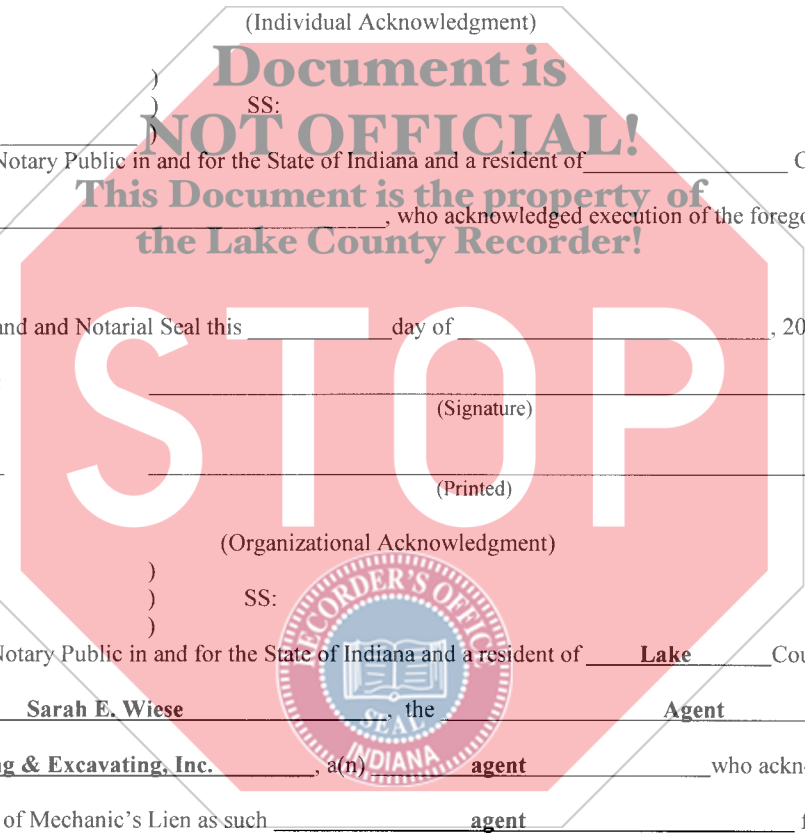 (Individual Acknowledgment)
Document is
)
) SS:
)
NOT OFFICIAL!
Notary Public in and for the State of Indiana and a resident of
This Document is the property of
, who acknowledged execution of the
the Lake County Recorder!
and Notarial Seal this day of , 20
(Signature)
STOP
(Printed)
(Organizational Acknowledgment)
)
) SS:
)
RECORDER'S OFFICE
Notary Public in and for the State of Indiana and a resident of Lake
Sarah E. Wiese , the Agent
SEAL
INDIANA
& Excavating, Inc. , a(n) agent who
of Mechanic's Lien as such agent